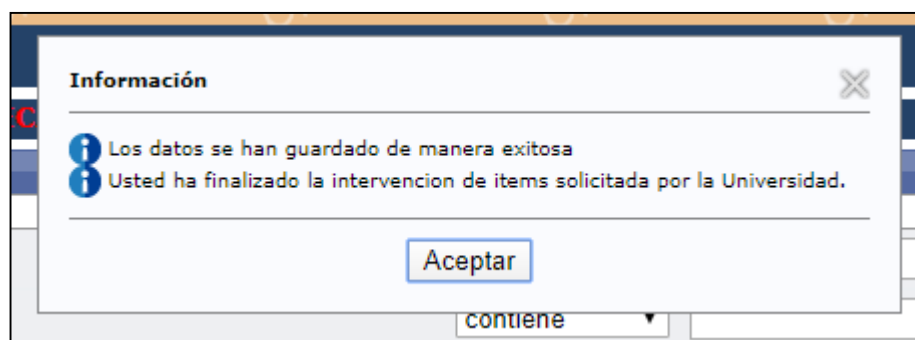 Información
EC
Los datos se han guardado de manera exitosa
Usted ha finalizado la intervencion de items solicitada por la Universidad.
Aceptar
contiene